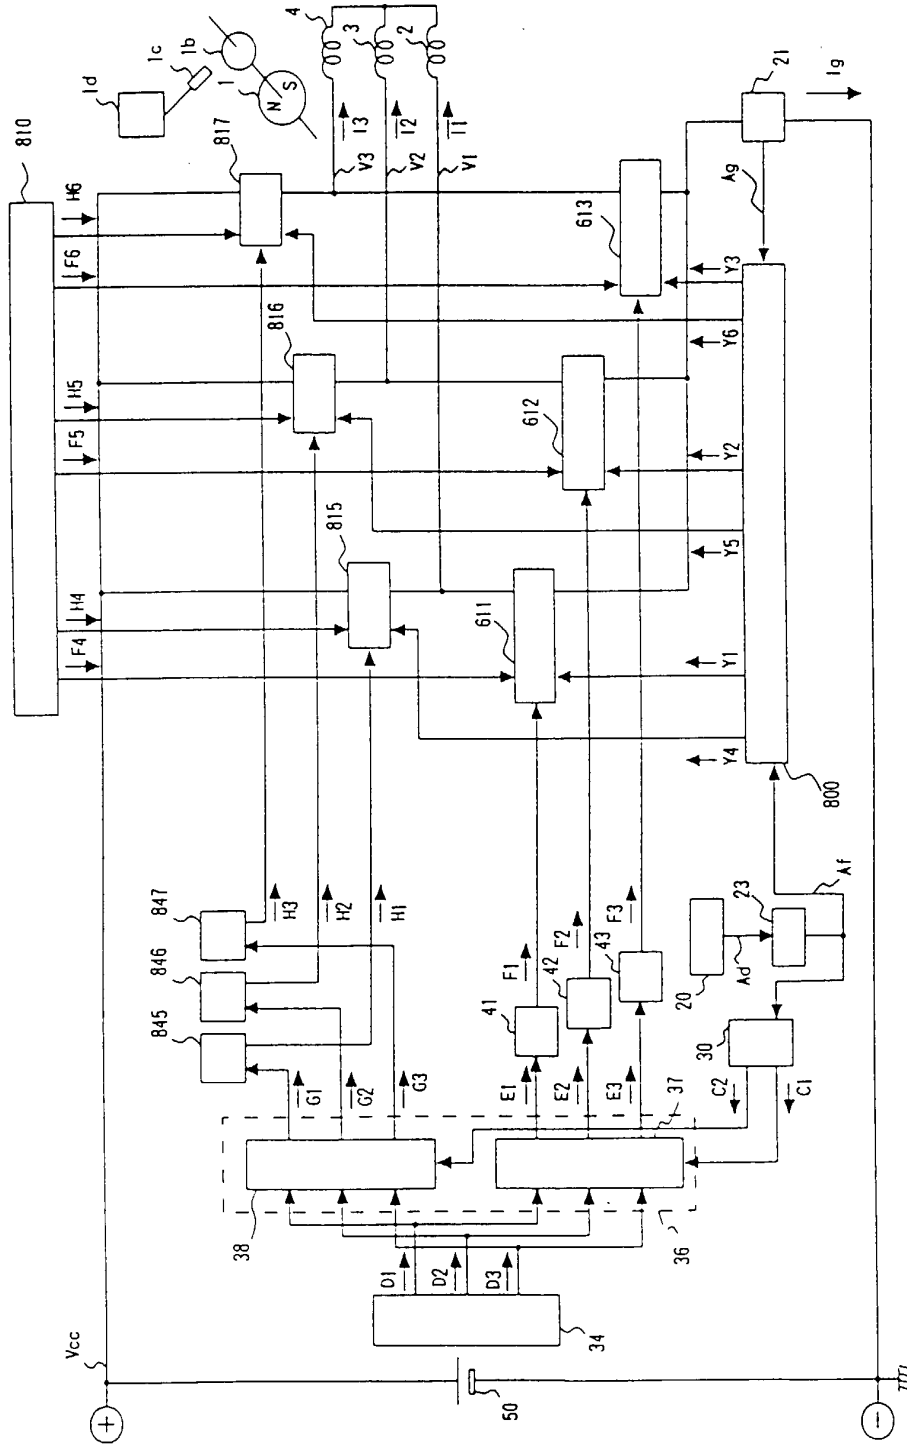 810
1d
1c
1b
1
N S
4
3
2
817
H6
F6
I3
I2
I1
V3
V2
V1
613
21
Ig
Ag
Y3
Y6
816
H5
F5
612
Y2
Y5
815
H4
F4
611
Y1
Y4
800
847
846
845
H3
H2
H1
G1
G2
G3
F1
F2
F3
41
42
43
E1
E2
E3
20
Ad
23
Af
30
C2
C1
37
36
38
D1
D2
D3
34
Vcc
50
+
−